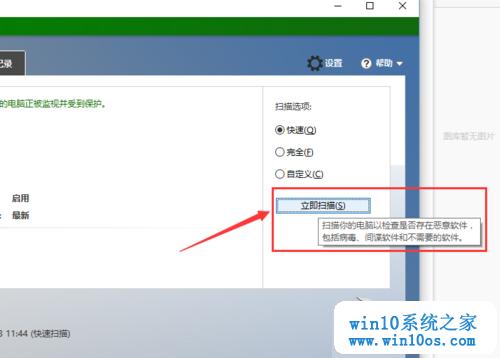 记录
设置
帮助
的电脑正被监视并受到保护。
扫描选项:
快速(Q)
完全(F)
自定义(C)
启用
最新
立即扫描(S)
扫描你的电脑以检查是否存在恶意软件,
包括病毒、间谍软件和不需要的软件。
图库暂无图片
3 11:44 (快速扫描)
win10系统之家
www.win10os.com